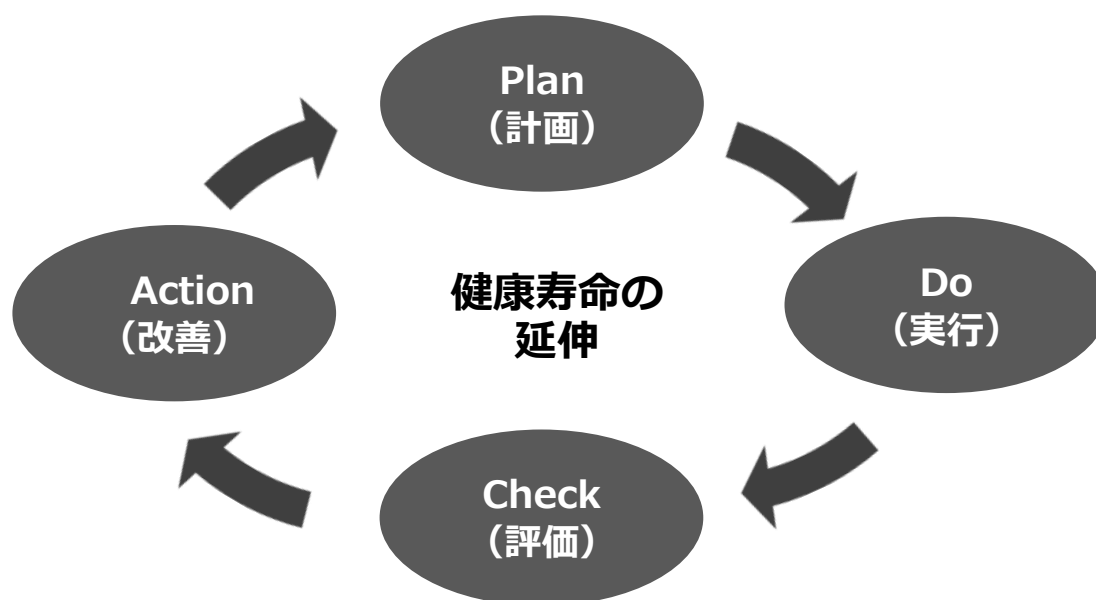 Plan
（計画）
Do
（実行）
Check
（評価）
Action
（改善）
健康寿命の
延伸